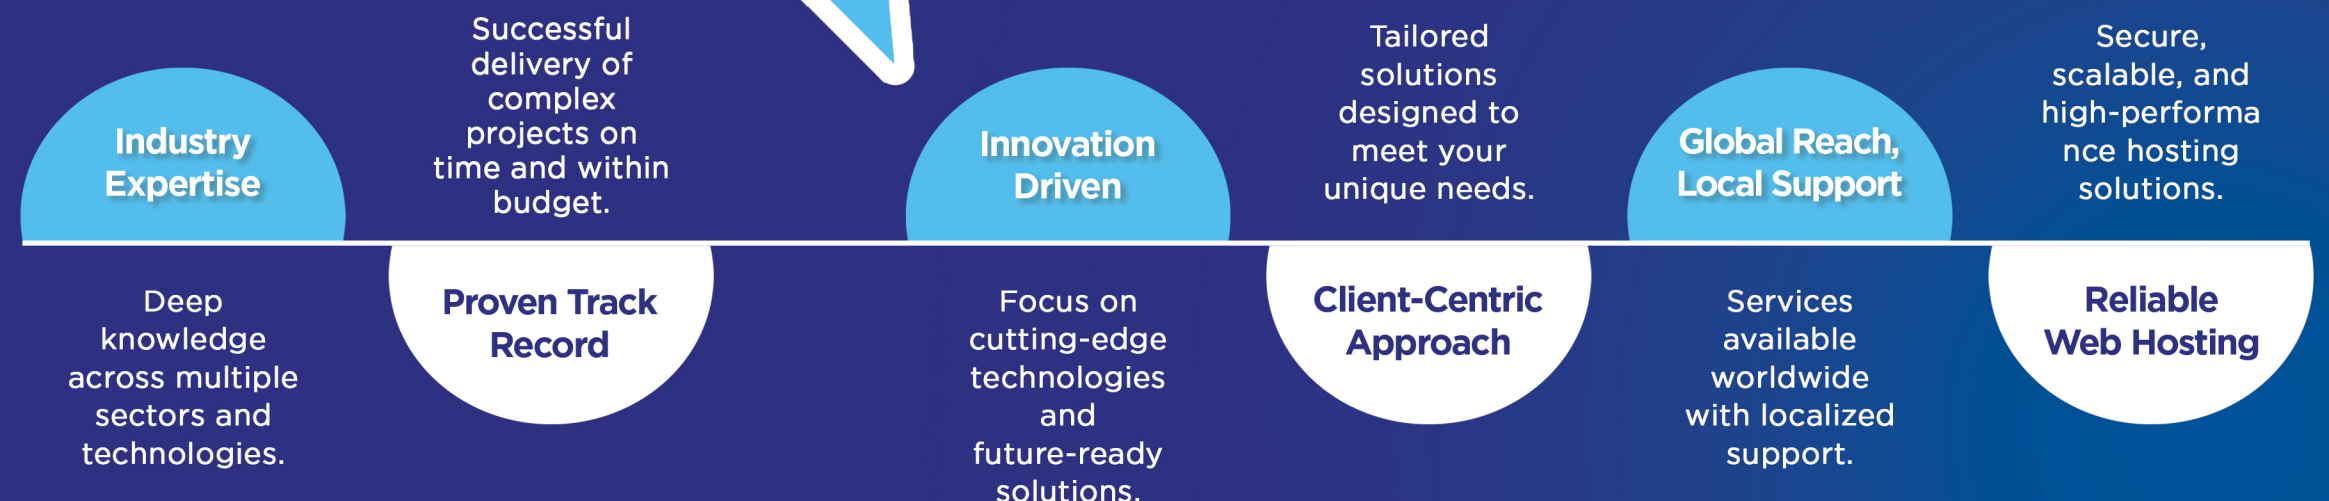 Industry
Expertise
Deep
knowledge
across multiple
sectors and
technologies.
Successful
delivery of
complex
projects on
time and within
budget.
Proven Track
Record
Innovation
Driven
Focus on
cutting-edge
technologies
and
future-ready
solutions.
Tailored
solutions
designed to
meet your
unique needs.
Client-Centric
Approach
Global Reach,
Local Support
Services
available
worldwide
with localized
support.
Secure,
scalable, and
high-performa
nce hosting
solutions.
Reliable
Web Hosting